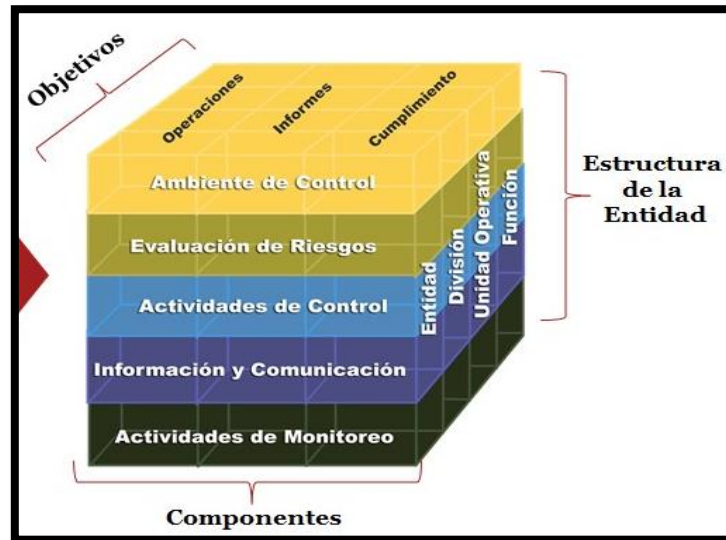 Objetivos
Operaciones
Informes
Cumplimiento
Ambiente de Control
Evaluación de Riesgos
Actividades de Control
Información y Comunicación
Actividades de Monitoreo
Entidad
División
Unidad Operativa
Función
Estructura
de la
Entidad
Componentes